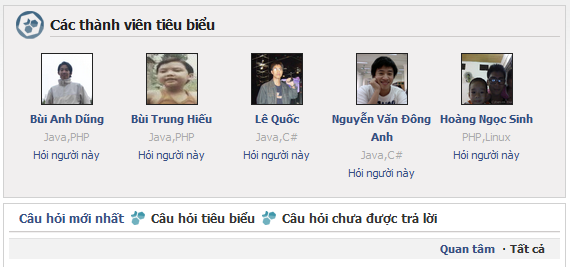 Các thành viên tiêu biểu
Bùi Anh Dũng
Java,PHP
Hỏi người này
Bùi Trung Hiếu
Java,PHP
Hỏi người này
Lê Quốc
Java,C#
Hỏi người này
Nguyễn Văn Đông
Anh
Java,C#
Hỏi người này
Hoàng Ngọc Sinh
PHP,Linux
Hỏi người này
Câu hỏi mới nhất Câu hỏi tiêu biểu Câu hỏi chưa được trả lời
Quan tâm · Tất cả